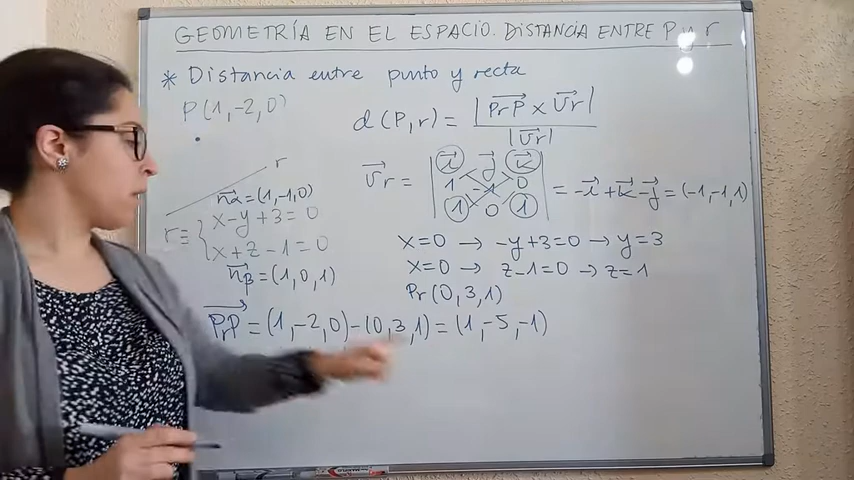 GEOMETRÍA EN EL ESPACIO. DISTANCIA ENTRE P y r
* Distancia entre punto y recta
P(1,-2,0)
d(P,r) = |PrP→ x vr→| / |vr→|
r
nα→ = (1,-1,0)
r ≡ { x-y+3=0
x+z-1=0
nβ→ = (1,0,1)
vr→ = | i→ j→ k→ |
1 -1 0
1 0 1
= -i→ + k→ - j→ = (-1,-1,1)
x=0 → -y+3=0 → y=3
x=0 → z-1=0 → z=1
Pr(0,3,1)
PrP→ = (1,-2,0)-(0,3,1) = (1,-5,-1)